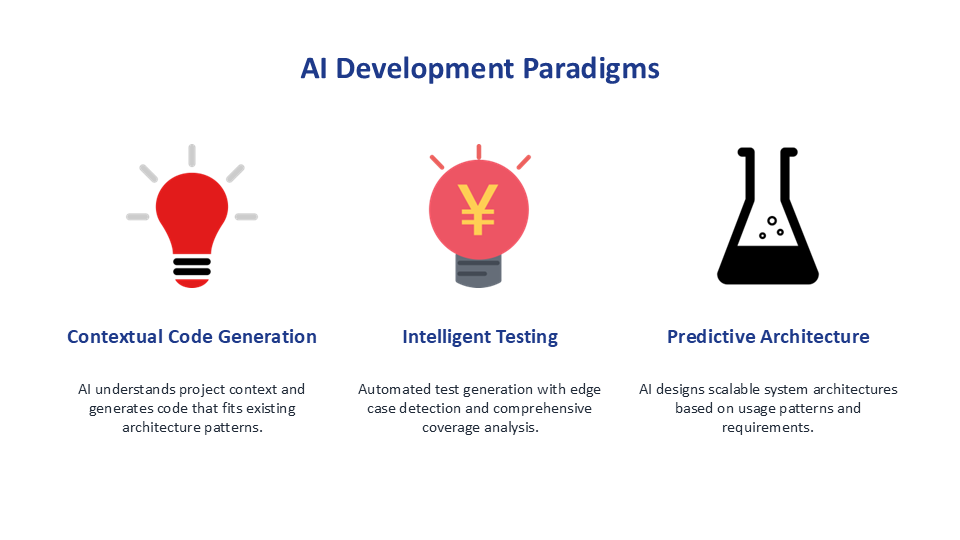 AI Development Paradigms
¥
Contextual Code Generation
Intelligent Testing
Predictive Architecture
AI understands project context and
generates code that fits existing
architecture patterns.
Automated test generation with edge
case detection and comprehensive
coverage analysis.
AI designs scalable system architectures
based on usage patterns and
requirements.